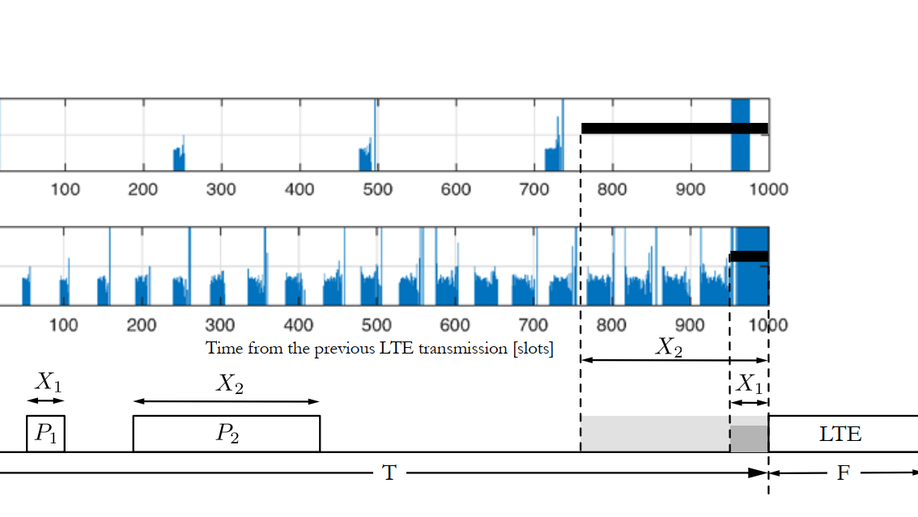 100 200 300 400 500 600 700 800 900 1000
100 200 300 400 500 600 700 800 900 1000
Time from the previous LTE transmission [slots]
X₂
X₁ X₂ X₁
P₁ P₂ LTE
T F